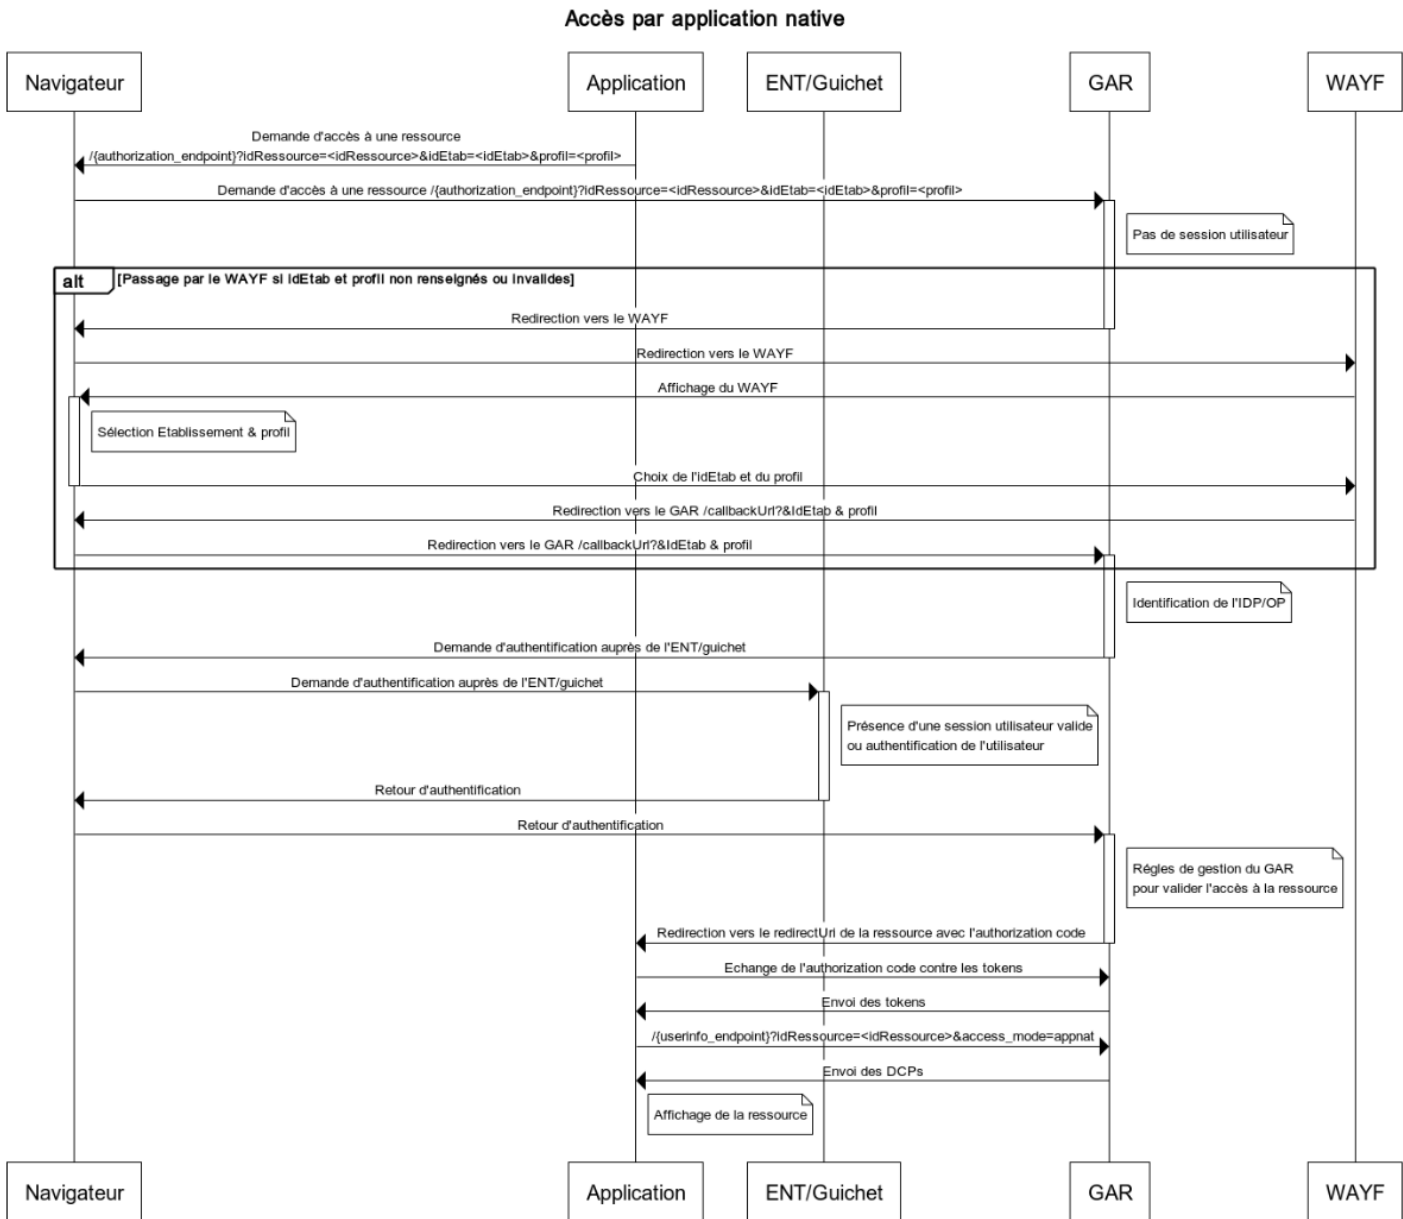 Accès par application native
Navigateur
Application
ENT/Guichet
GAR
WAYF
Demande d'accès à une ressource
/{authorization_endpoint}?idRessource=<idRessource>&idEtab=<idEtab>&profil=<profil>
Demande d'accès à une ressource /{authorization_endpoint}?idRessource=<idRessource>&idEtab=<idEtab>&profil=<profil>
Pas de session utilisateur
alt [Passage par le WAYF si idEtab et profil non renseignés ou invalides]
Redirection vers le WAYF
Redirection vers le WAYF
Affichage du WAYF
Sélection Etablissement & profil
Choix de l'idEtab et du profil
Redirection vers le GAR /callbackUrl?&IdEtab & profil
Redirection vers le GAR /callbackUrl?&IdEtab & profil
Identification de l'IDP/OP
Demande d'authentification auprès de l'ENT/guichet
Demande d'authentification auprès de l'ENT/guichet
Présence d'une session utilisateur valide
ou authentification de l'utilisateur
Retour d'authentification
Retour d'authentification
Régles de gestion du GAR
pour valider l'accès à la ressource
Redirection vers le redirectUri de la ressource avec l'authorization code
Echange de l'authorization code contre les tokens
Envoi des tokens
/{userinfo_endpoint}?idRessource=<idRessource>&access_mode=appnat
Envoi des DCPs
Affichage de la ressource
Navigateur
Application
ENT/Guichet
GAR
WAYF